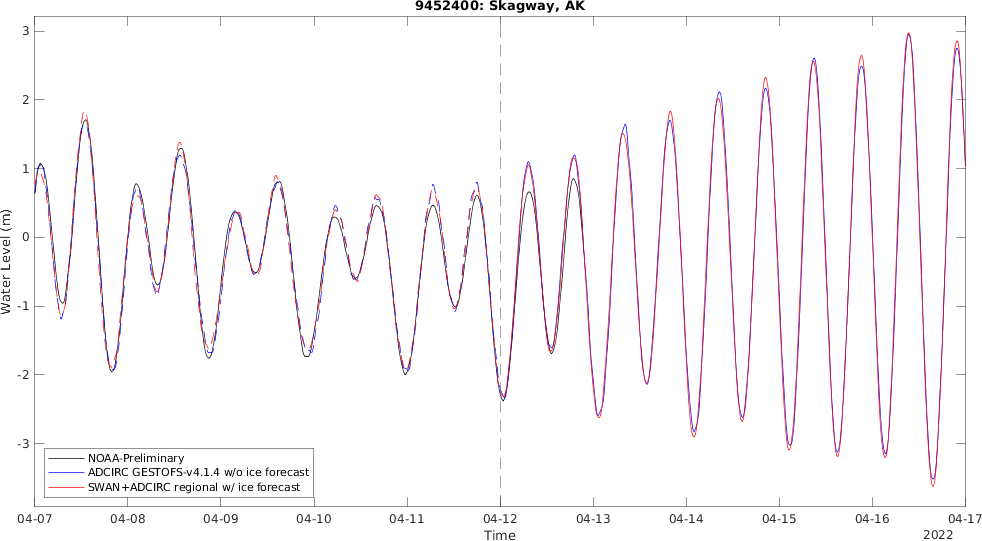 9452400: Skagway, AK
3
2
1
0
-1
-2
-3
Water Level (m)
NOAA-Preliminary
ADCIRC GESTOFS-v4.1.4 w/o ice forecast
SWAN+ADCIRC regional w/ ice forecast
04-07 04-08 04-09 04-10 04-11 04-12 04-13 04-14 04-15 04-16 04-17
Time
2022